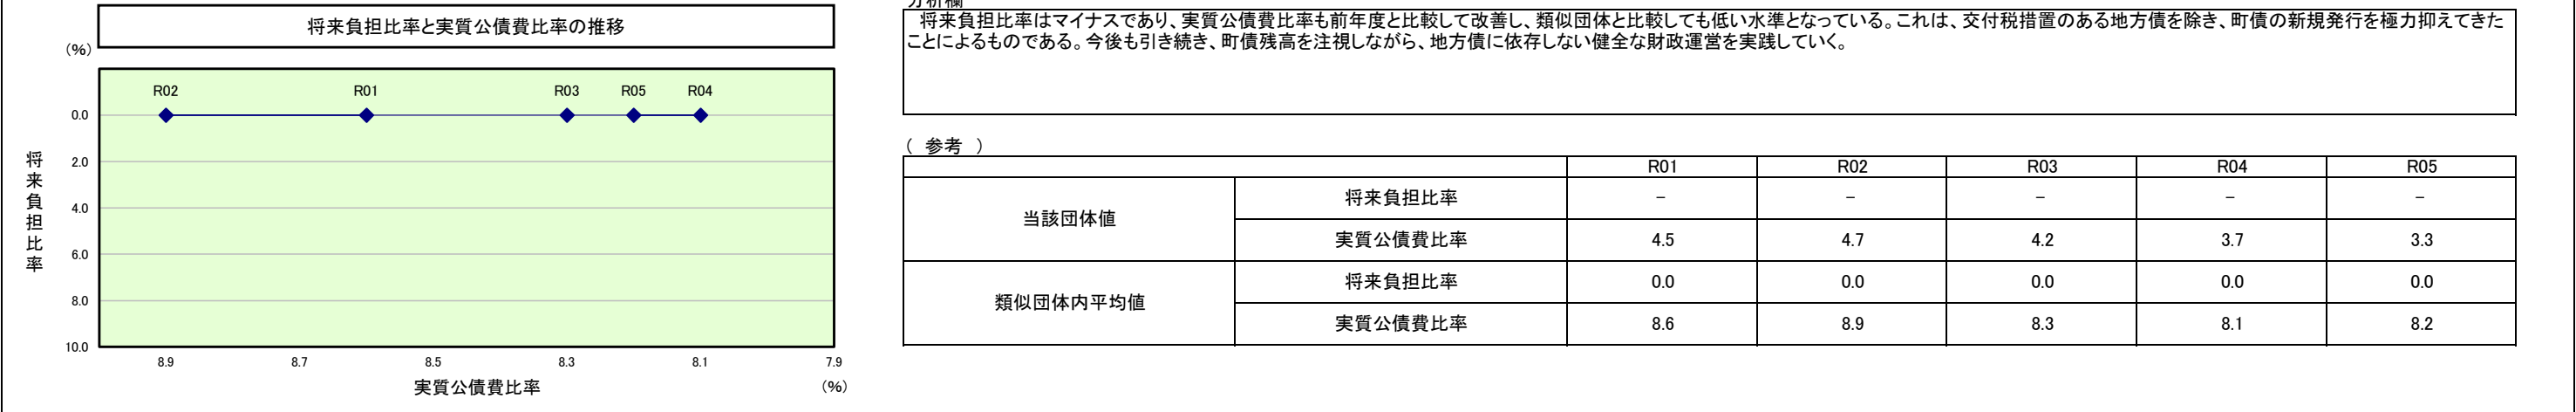 将来負担比率と実質公債費比率の推移
(%)
R02 R01 R03 R05 R04
0.0
2.0
4.0
6.0
8.0
10.0
将来負担比率
8.9 8.7 8.5 8.3 8.1 7.9
実質公債費比率 (%)
分析欄
将来負担比率はマイナスであり、実質公債費比率も前年度と比較して改善し、類似団体と比較しても低い水準となっている。これは、交付税措置のある地方債を除き、町債の新規発行を極力抑えてきた
ことによるものである。今後も引き続き、町債残高を注視しながら、地方債に依存しない健全な財政運営を実践していく。
( 参考 )
R01 R02 R03 R04 R05
当該団体値
将来負担比率 － － － － －
実質公債費比率 4.5 4.7 4.2 3.7 3.3
類似団体内平均値
将来負担比率 0.0 0.0 0.0 0.0 0.0
実質公債費比率 8.6 8.9 8.3 8.1 8.2